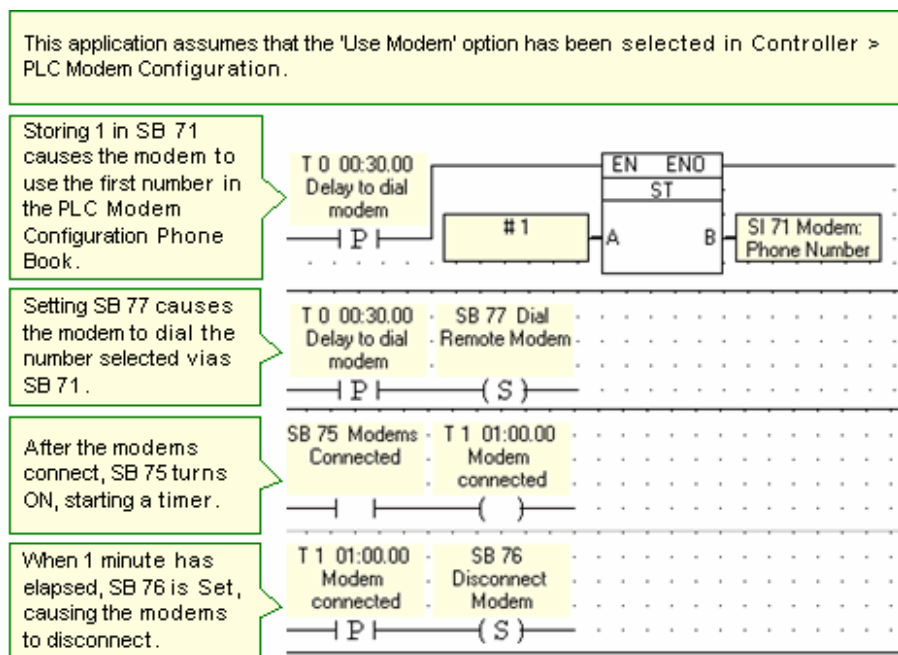 This application assumes that the 'Use Modem' option has been selected in Controller >
PLC Modem Configuration.
Storing 1 in SB 71
causes the modem to
use the first number in
the PLC Modem
Configuration Phone
Book.
T 0 00:30.00
Delay to dial
modem
P
#1
EN ENO
ST
A B
SI 71 Modem:
Phone Number
Setting SB 77 causes
the modem to dial the
number selected vias
SB 71.
T 0 00:30.00
Delay to dial
modem
P
SB 77 Dial
Remote Modem
S
After the modems
connect, SB 75 turns
ON, starting a timer.
SB 75 Modems
Connected
T 1 01:00.00
Modem
connected
When 1 minute has
elapsed, SB 76 is Set,
causing the modems
to disconnect.
T 1 01:00.00
Modem
connected
P
SB 76
Disconnect
Modem
S